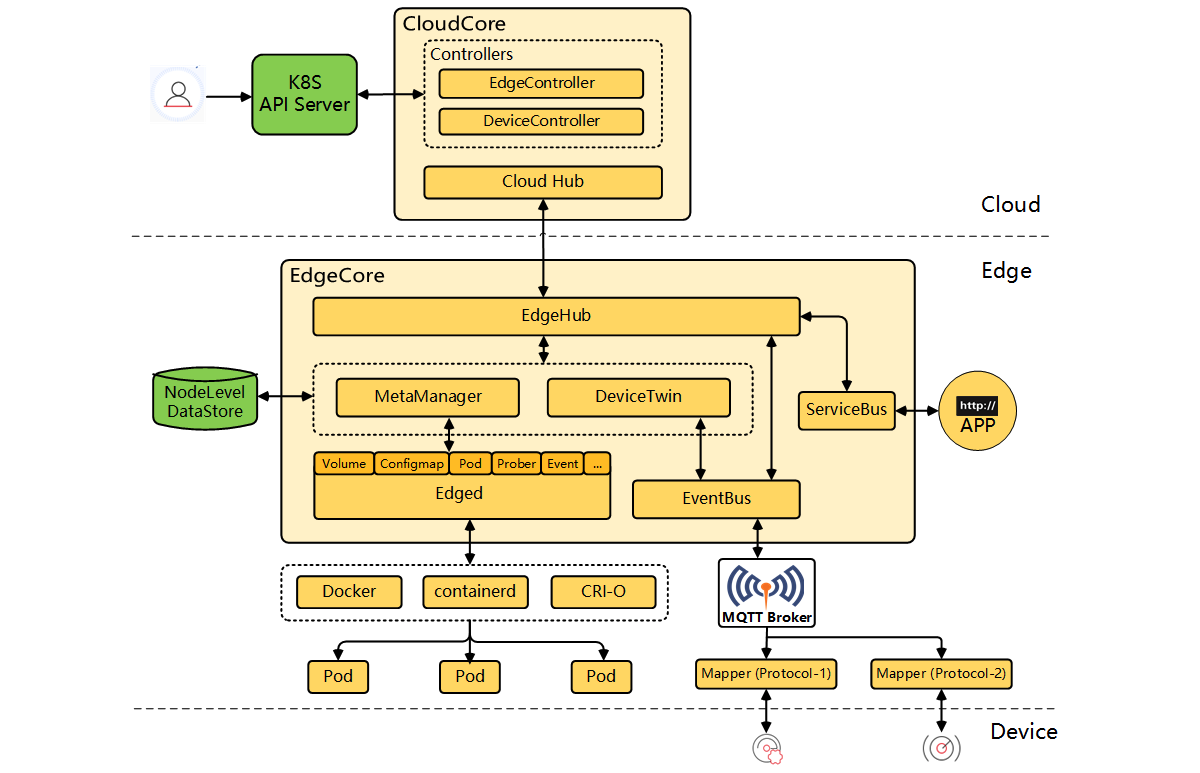 CloudCore
Controllers
EdgeController
DeviceController
K8S
API Server
Cloud Hub
Cloud
Edge
EdgeCore
EdgeHub
MetaManager
DeviceTwin
NodeLevel
DataStore
ServiceBus
http://
APP
Volume
Configmap
Pod
Prober
Event
...
Edged
EventBus
Docker
containerd
CRI-O
MQTT Broker
Pod
Pod
Pod
Mapper (Protocol-1)
Mapper (Protocol-2)
Device